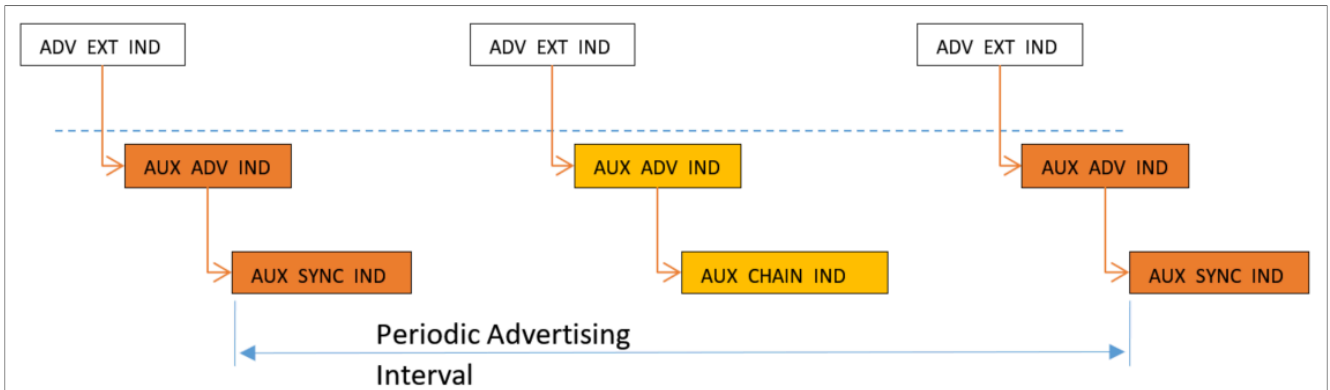 ADV EXT IND
ADV EXT IND
ADV EXT IND
AUX ADV IND
AUX ADV IND
AUX ADV IND
AUX SYNC IND
AUX CHAIN IND
AUX SYNC IND
Periodic Advertising
Interval